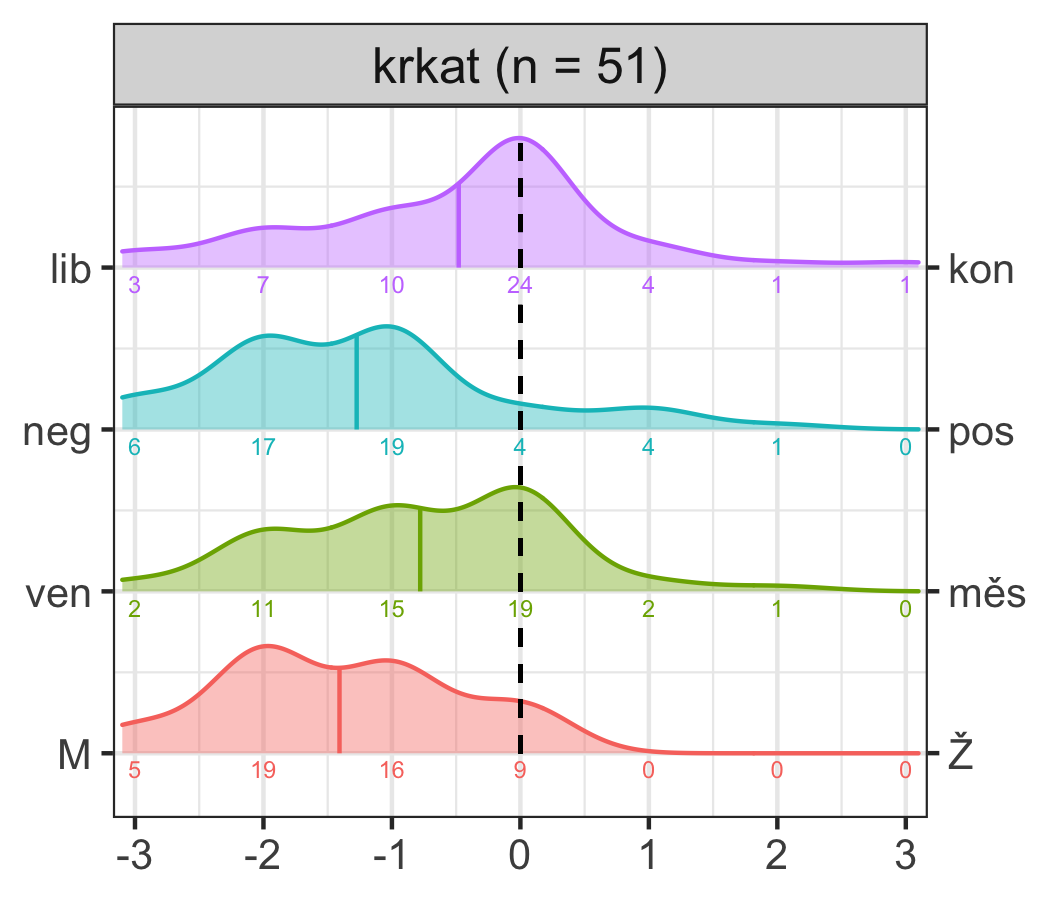 krkat (n = 51)
lib kon
3 7 10 24 4 1 1
neg pos
6 17 19 4 4 1 0
ven měs
2 11 15 19 2 1 0
M Ž
5 19 16 9 0 0 0
-3 -2 -1 0 1 2 3